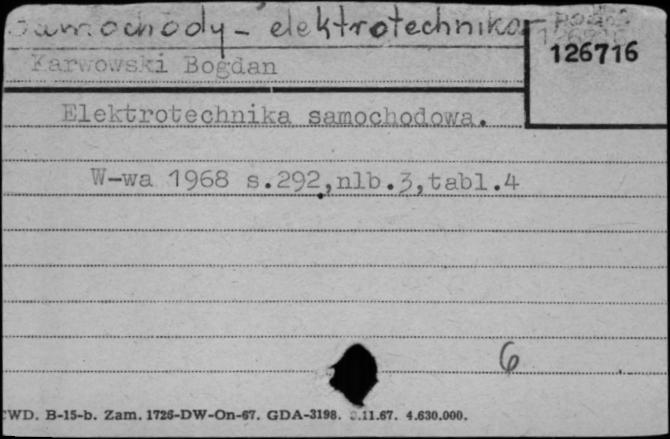 Samochody - elektrotechnika
126716
Karwowski Bogdan
Elektrotechnika samochodowa.
W-wa 1968 s.292,nlb.3,tabl.4
6
WD. B-15-b. Zam. 1726-DW-On-67. GDA-3198. .11.67. 4.630.000.